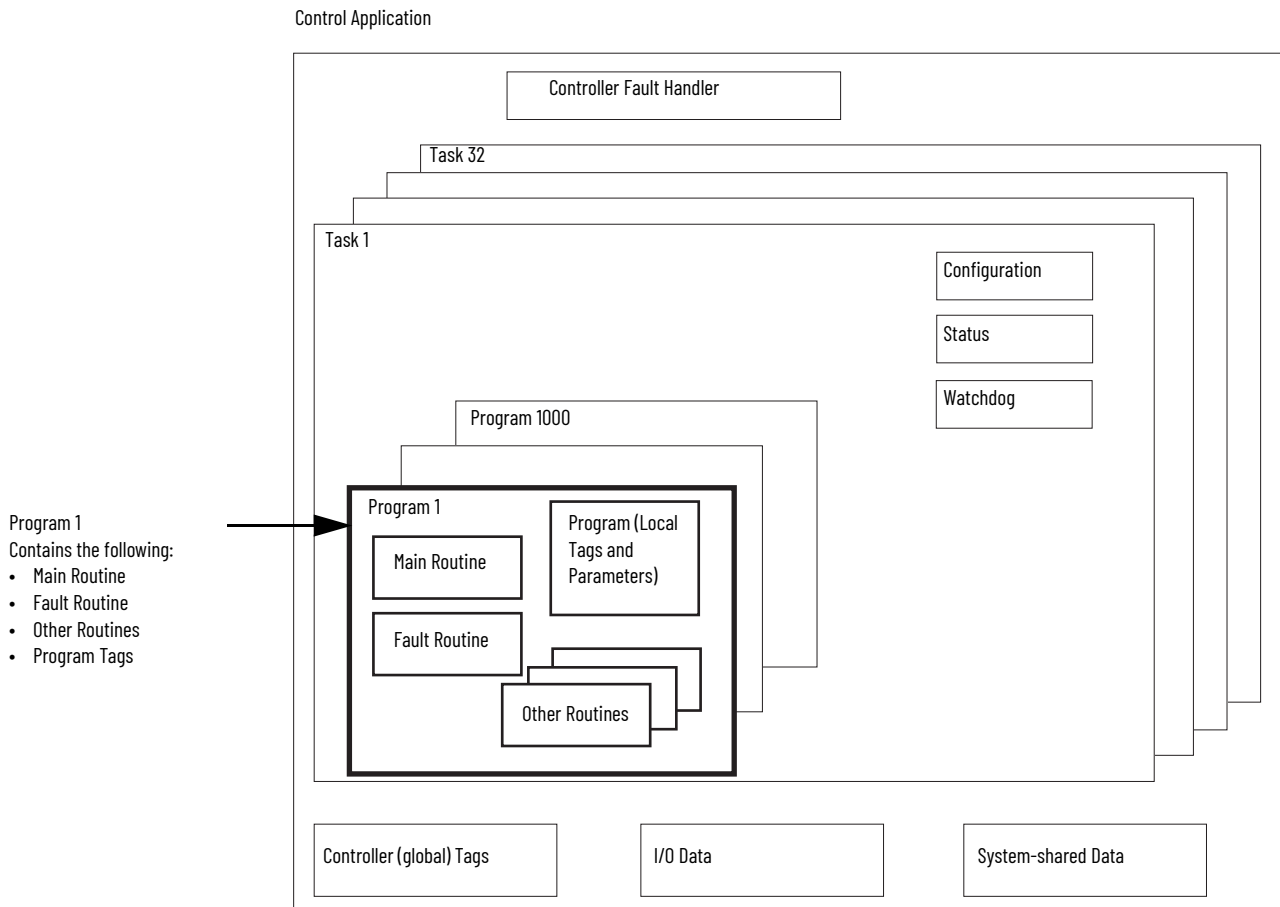 Control Application
Controller Fault Handler
Task 32
Task 1
Configuration
Status
Watchdog
Program 1000
Program 1
Program (Local
Tags and
Parameters)
Main Routine
Fault Routine
Other Routines
Program 1
Contains the following:
• Main Routine
• Fault Routine
• Other Routines
• Program Tags
Controller (global) Tags
I/O Data
System-shared Data